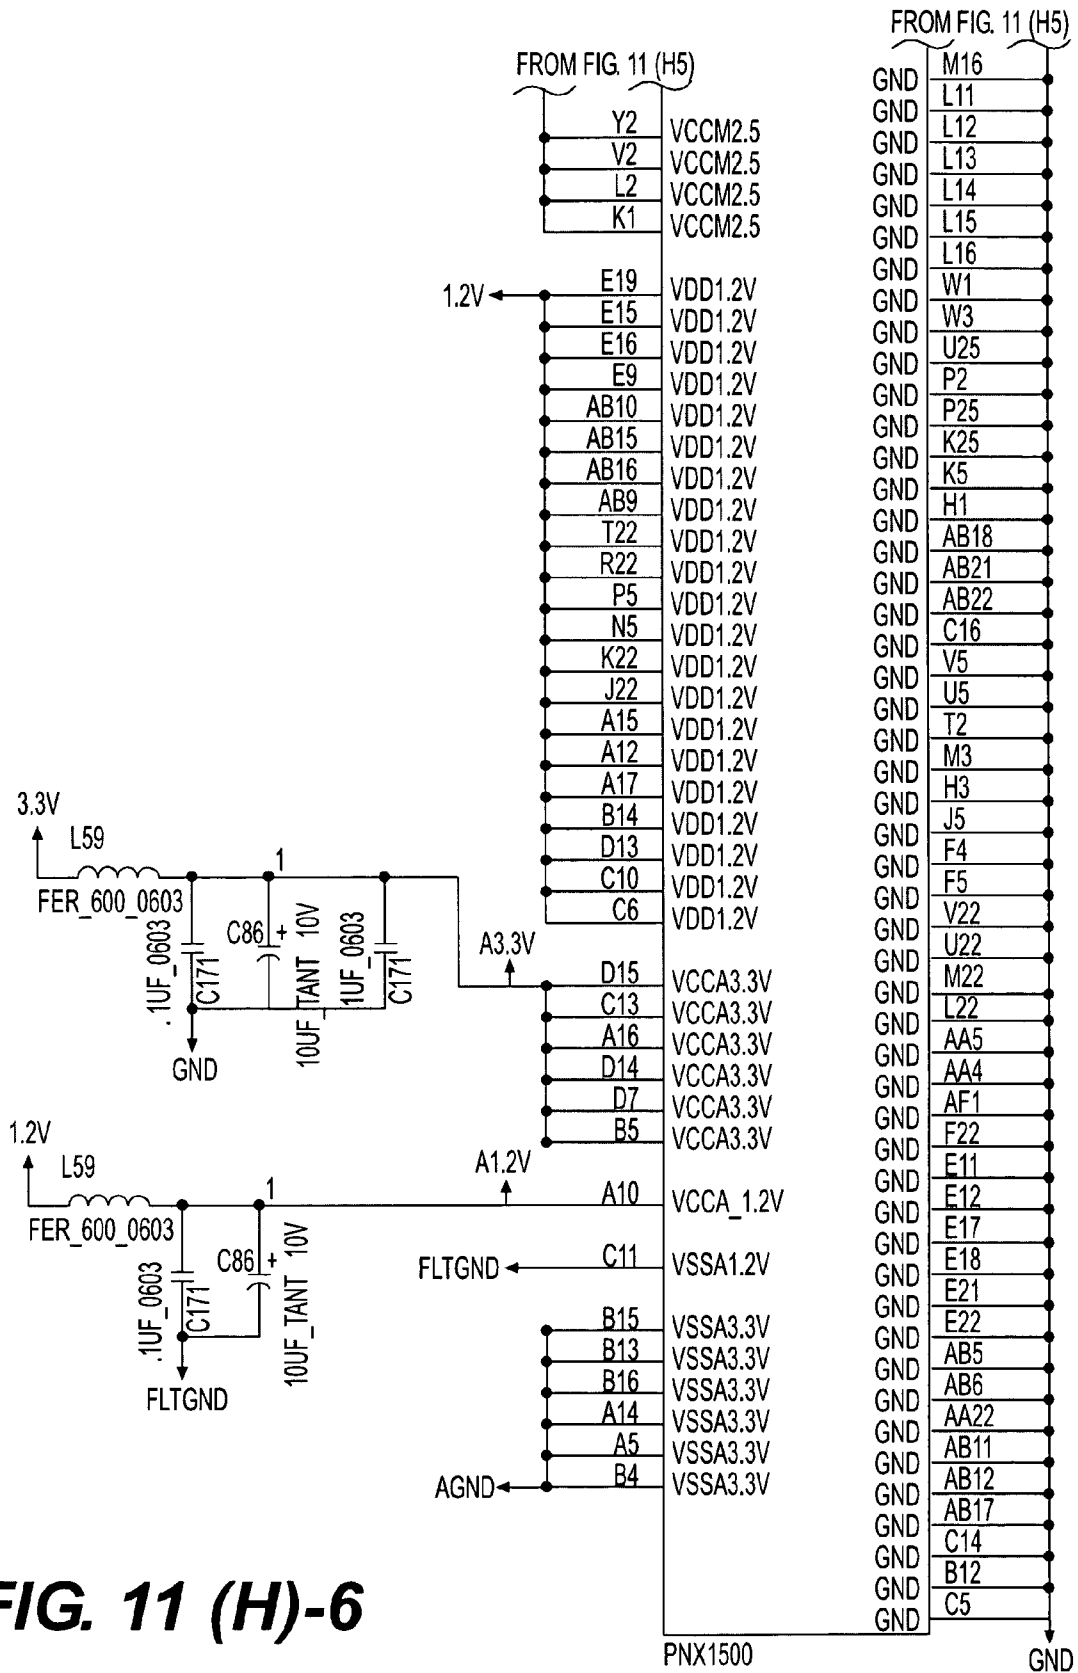 FROM FIG. 11 (H5)
FROM FIG. 11 (H5)
Y2 VCCM2.5
V2 VCCM2.5
L2 VCCM2.5
K1 VCCM2.5
1.2V E19 VDD1.2V
E15 VDD1.2V
E16 VDD1.2V
E9 VDD1.2V
AB10 VDD1.2V
AB15 VDD1.2V
AB16 VDD1.2V
AB9 VDD1.2V
T22 VDD1.2V
R22 VDD1.2V
P5 VDD1.2V
N5 VDD1.2V
K22 VDD1.2V
J22 VDD1.2V
A15 VDD1.2V
A12 VDD1.2V
A17 VDD1.2V
B14 VDD1.2V
D13 VDD1.2V
C10 VDD1.2V
C6 VDD1.2V
3.3V
L59
FER_600_0603
1
.1UF_0603
C171
C86 +
10UF_TANT 10V
.1UF_0603
C171
GND
A3.3V
D15 VCCA3.3V
C13 VCCA3.3V
A16 VCCA3.3V
D14 VCCA3.3V
D7 VCCA3.3V
B5 VCCA3.3V
1.2V
L59
FER_600_0603
1
.1UF_0603
C171
C86 +
10UF_TANT 10V
FLTGND
A1.2V
A10 VCCA_1.2V
FLTGND C11 VSSA1.2V
B15 VSSA3.3V
B13 VSSA3.3V
B16 VSSA3.3V
A14 VSSA3.3V
A5 VSSA3.3V
AGND B4 VSSA3.3V
GND M16
GND L11
GND L12
GND L13
GND L14
GND L15
GND L16
GND W1
GND W3
GND U25
GND P2
GND P25
GND K25
GND K5
GND H1
GND AB18
GND AB21
GND AB22
GND C16
GND V5
GND U5
GND T2
GND M3
GND H3
GND J5
GND F4
GND F5
GND V22
GND U22
GND M22
GND L22
GND AA5
GND AA4
GND AF1
GND F22
GND E11
GND E12
GND E17
GND E18
GND E21
GND E22
GND AB5
GND AB6
GND AA22
GND AB11
GND AB12
GND AB17
GND C14
GND B12
GND C5
GND
PNX1500
FIG. 11 (H)-6